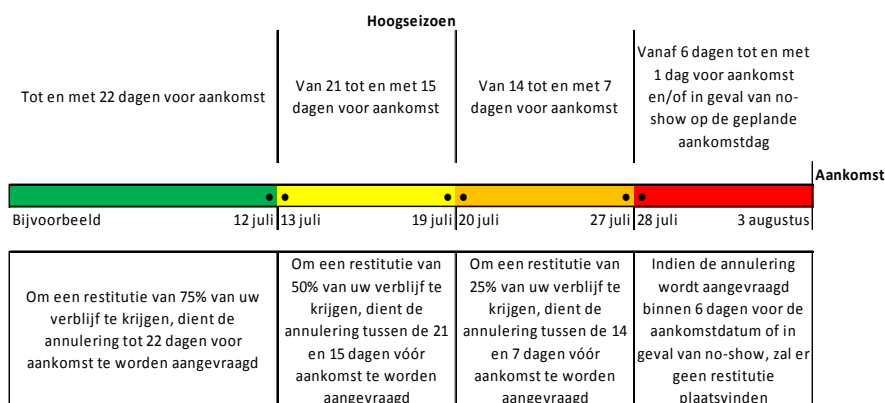 Hoogseizoen
Tot en met 22 dagen voor aankomst
Van 21 tot en met 15
dagen voor aankomst
Van 14 tot en met 7
dagen voor aankomst
Vanaf 6 dagen tot en met
1 dag voor aankomst
en/of in geval van no-
show op de geplande
aankomstdag
Aankomst
Bijvoorbeeld 12 juli 13 juli 19 juli 20 juli 27 juli 28 juli 3 augustus
Om een restitutie van 75% van uw
verblijf te krijgen, dient de
annulering tot 22 dagen voor
aankomst te worden aangevraagd
Om een restitutie van
50% van uw verblijf te
krijgen, dient de
annulering tussen de 21
en 15 dagen vóór
aankomst te worden
aangevraagd
Om een restitutie van
25% van uw verblijf te
krijgen, dient de
annulering tussen de 14
en 7 dagen vóór
aankomst te worden
aangevraagd
Indien de annulering
wordt aangevraagd
binnen 6 dagen voor de
aankomstdatum of in
geval van no-show, zal er
geen restitutie
plaatsvinden